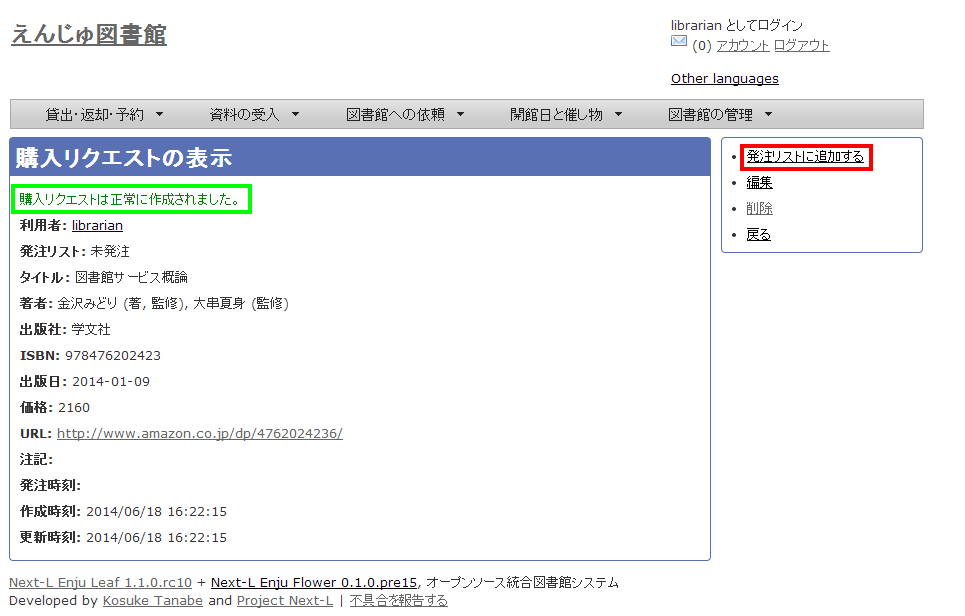 えんじゅ図書館
librarian としてログイン
(0) アカウント ログアウト
Other languages
貸出・返却・予約 ▼ 資料の受入 ▼ 図書館への依頼 ▼ 開館日と催し物 ▼ 図書館の管理 ▼
購入リクエストの表示
購入リクエストは正常に作成されました。
利用者: librarian
発注リスト: 未発注
タイトル: 図書館サービス概論
著者: 金沢みどり (著, 監修), 大串夏身 (監修)
出版社: 学文社
ISBN: 978476202423
出版日: 2014-01-09
価格: 2160
URL: http://www.amazon.co.jp/dp/4762024236/
注記:
発注時刻:
作成時刻: 2014/06/18 16:22:15
更新時刻: 2014/06/18 16:22:15
• 発注リストに追加する
• 編集
• 削除
• 戻る
Next-L Enju Leaf 1.1.0.rc10 + Next-L Enju Flower 0.1.0.pre15, オープンソース統合図書館システム
Developed by Kosuke Tanabe and Project Next-L | 不具合を報告する